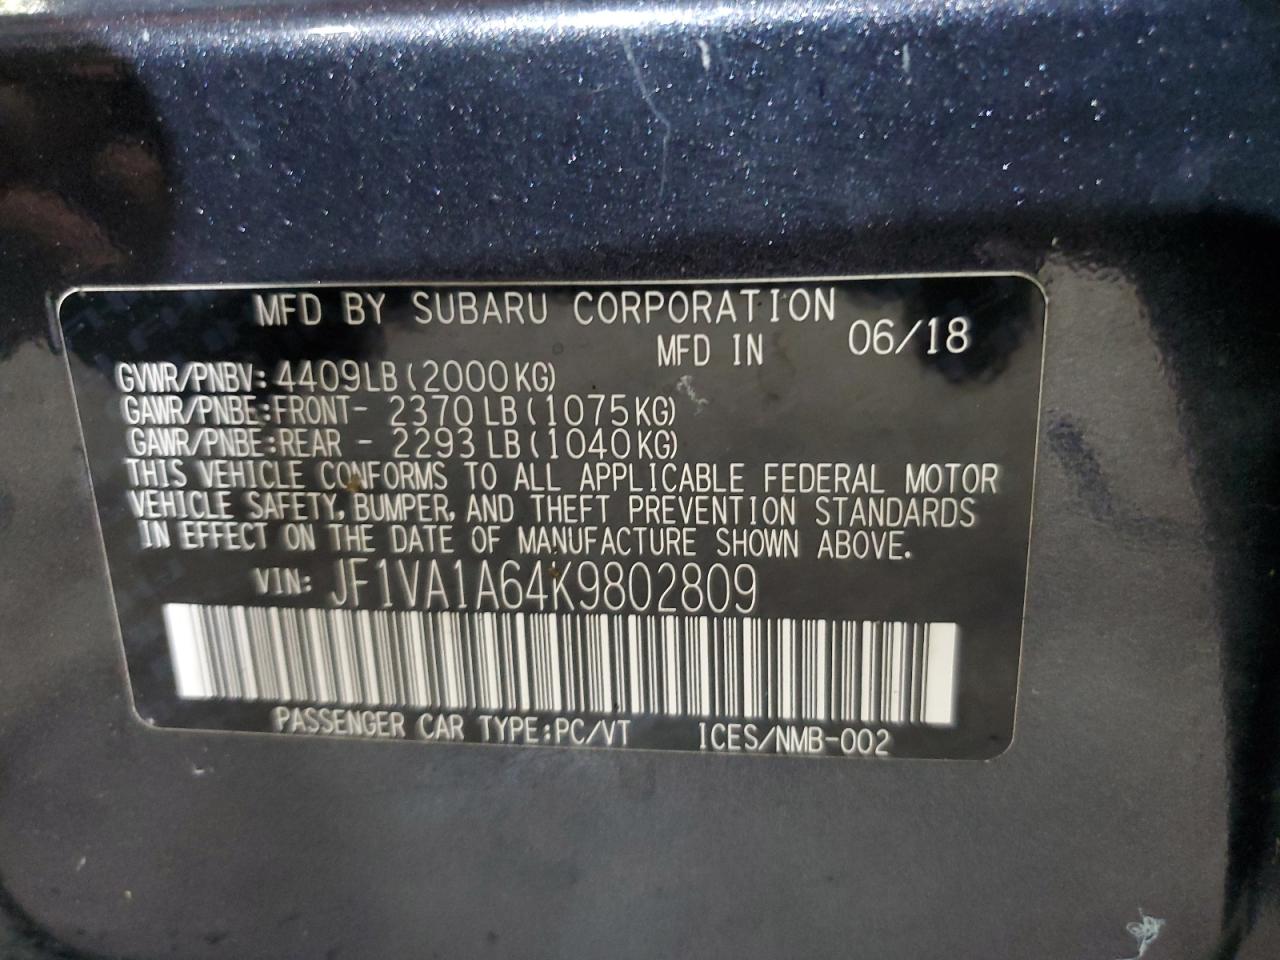 MFD BY SUBARU CORPORATION
MFD IN 06/18
GVWR/PNBV: 4409LB (2000KG)
GAWR/PNBE:FRONT- 2370 LB (1075KG)
GAWR/PNBE:REAR - 2293 LB (1040KG)
THIS VEHICLE CONFORMS TO ALL APPLICABLE FEDERAL MOTOR
VEHICLE SAFETY, BUMPER, AND THEFT PREVENTION STANDARDS
IN EFFECT ON THE DATE OF MANUFACTURE SHOWN ABOVE.
VIN: JF1VA1A64K9802809
PASSENGER CAR TYPE:PC/VT ICES/NMB-002